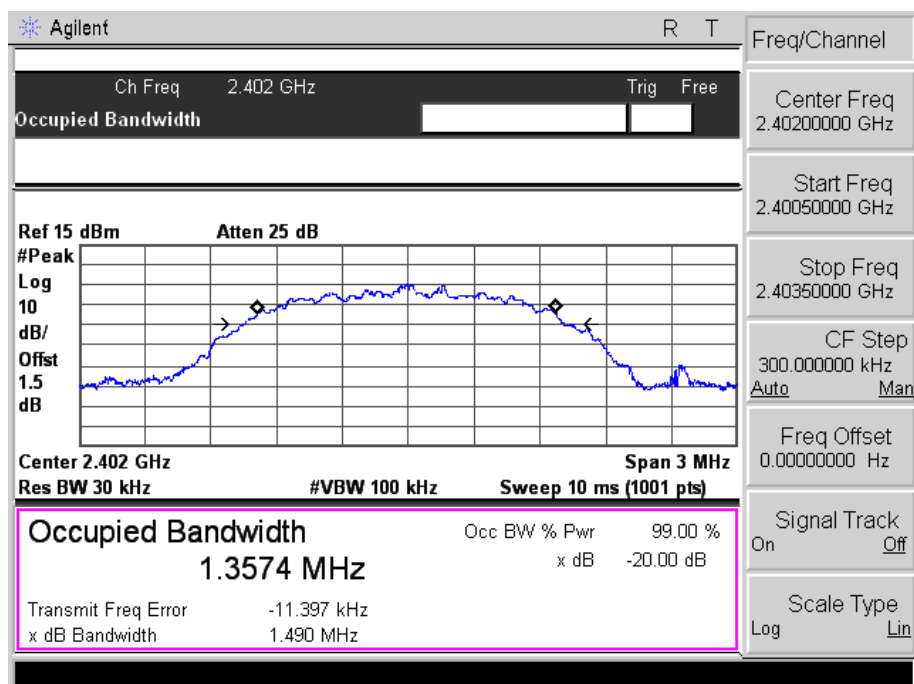 Agilent R T
Freq/Channel
Ch Freq 2.402 GHz Trig Free
Occupied Bandwidth
Center Freq
2.40200000 GHz
Start Freq
2.40050000 GHz
Stop Freq
2.40350000 GHz
CF Step
300.000000 kHz
Auto Man
Freq Offset
0.00000000 Hz
Signal Track
On Off
Scale Type
Log Lin
Ref 15 dBm Atten 25 dB
#Peak
Log
10
dB/
Offst
1.5
dB
Center 2.402 GHz Span 3 MHz
Res BW 30 kHz #VBW 100 kHz Sweep 10 ms (1001 pts)
Occupied Bandwidth
1.3574 MHz
Occ BW % Pwr 99.00 %
x dB -20.00 dB
Transmit Freq Error -11.397 kHz
x dB Bandwidth 1.490 MHz